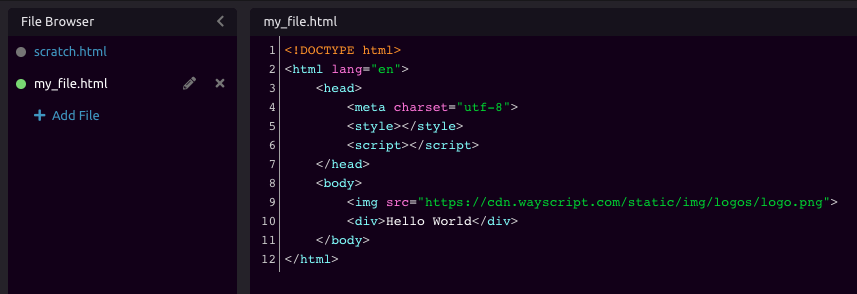 File Browser
scratch.html
my_file.html
Add File
my_file.html
1 <!DOCTYPE html>
2 <html lang="en">
3     <head>
4         <meta charset="utf-8">
5         <style></style>
6         <script></script>
7     </head>
8     <body>
9         <img src="https://cdn.wayscript.com/static/img/logos/logo.png">
10         <div>Hello World</div>
11     </body>
12 </html>